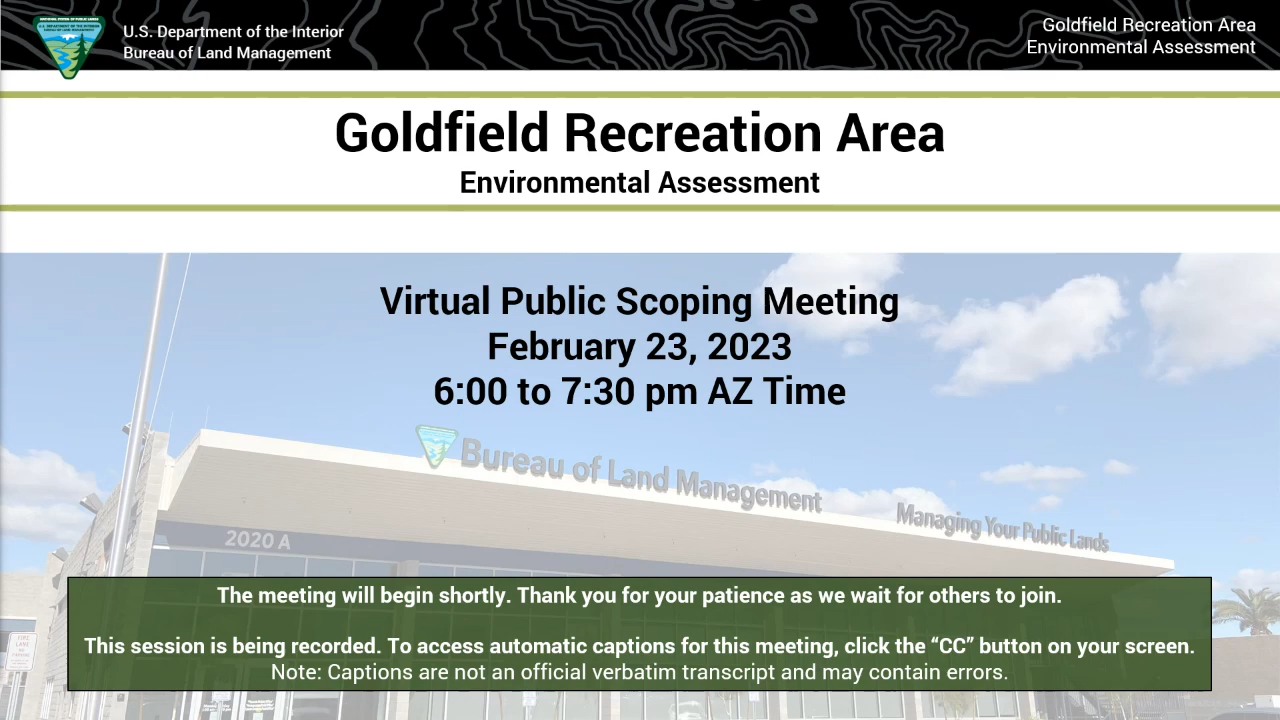 U.S. Department of the Interior
Bureau of Land Management
Goldfield Recreation Area
Environmental Assessment
Goldfield Recreation Area
Environmental Assessment
Virtual Public Scoping Meeting
February 23, 2023
6:00 to 7:30 pm AZ Time
Bureau of Land Management
Managing Your Public Lands
2020 A
The meeting will begin shortly. Thank you for your patience as we wait for others to join.
This session is being recorded. To access automatic captions for this meeting, click the “CC” button on your screen.
Note: Captions are not an official verbatim transcript and may contain errors.
FIRE
LANE